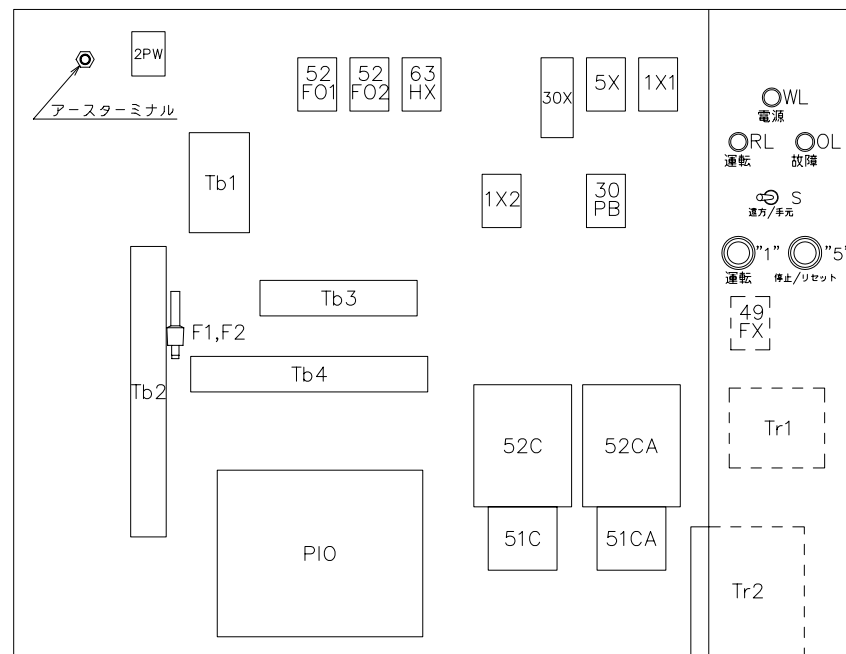 2PW
アースターミナル
52
FO1
52
FO2
63
HX
30X
5X
1X1
WL
電源
RL
運転
OL
故障
S
遠方/手元
"1"
運転
"5"
停止/リセット
Tb1
1X2
30
PB
49
FX
Tb3
F1,F2
Tb4
Tb2
Tr1
52C
52CA
51C
51CA
PIO
Tr2